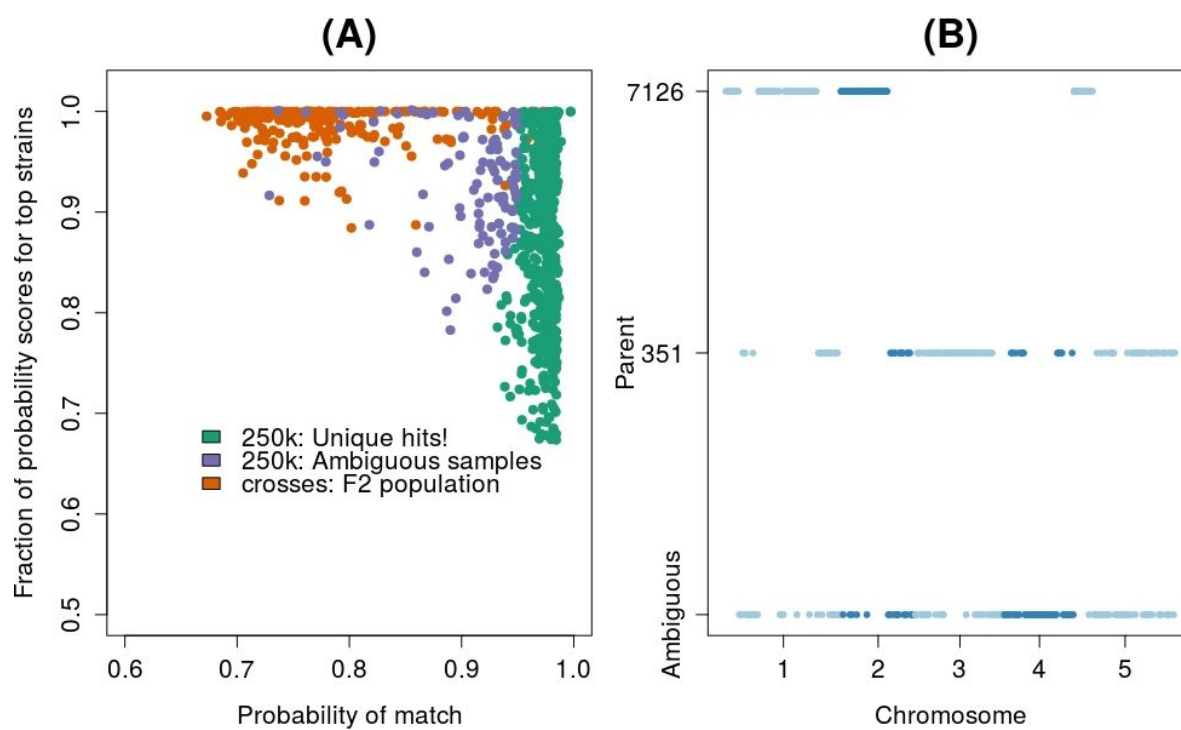 (A)
Fraction of probability scores for top strains
1.0
0.9
0.8
0.7
0.6
0.5
250k: Unique hits!
250k: Ambiguous samples
crosses: F2 population
0.6 0.7 0.8 0.9 1.0
Probability of match
(B)
Parent
7126
351
Ambiguous
1 2 3 4 5
Chromosome